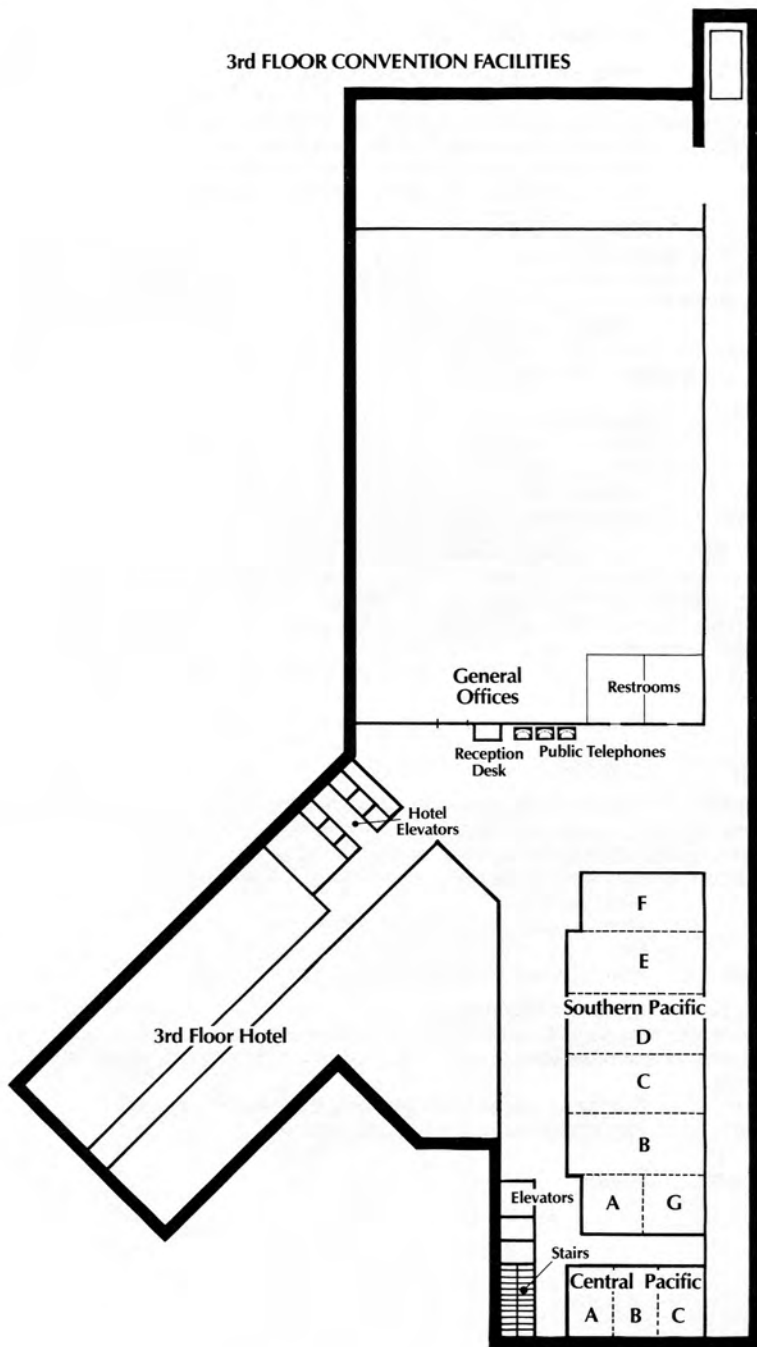 3rd FLOOR CONVENTION FACILITIES
General
Offices
Restrooms
Reception
Desk
Public Telephones
Hotel
Elevators
F
E
Southern Pacific
D
3rd Floor Hotel
C
B
Elevators
A G
Stairs
Central Pacific
A B C